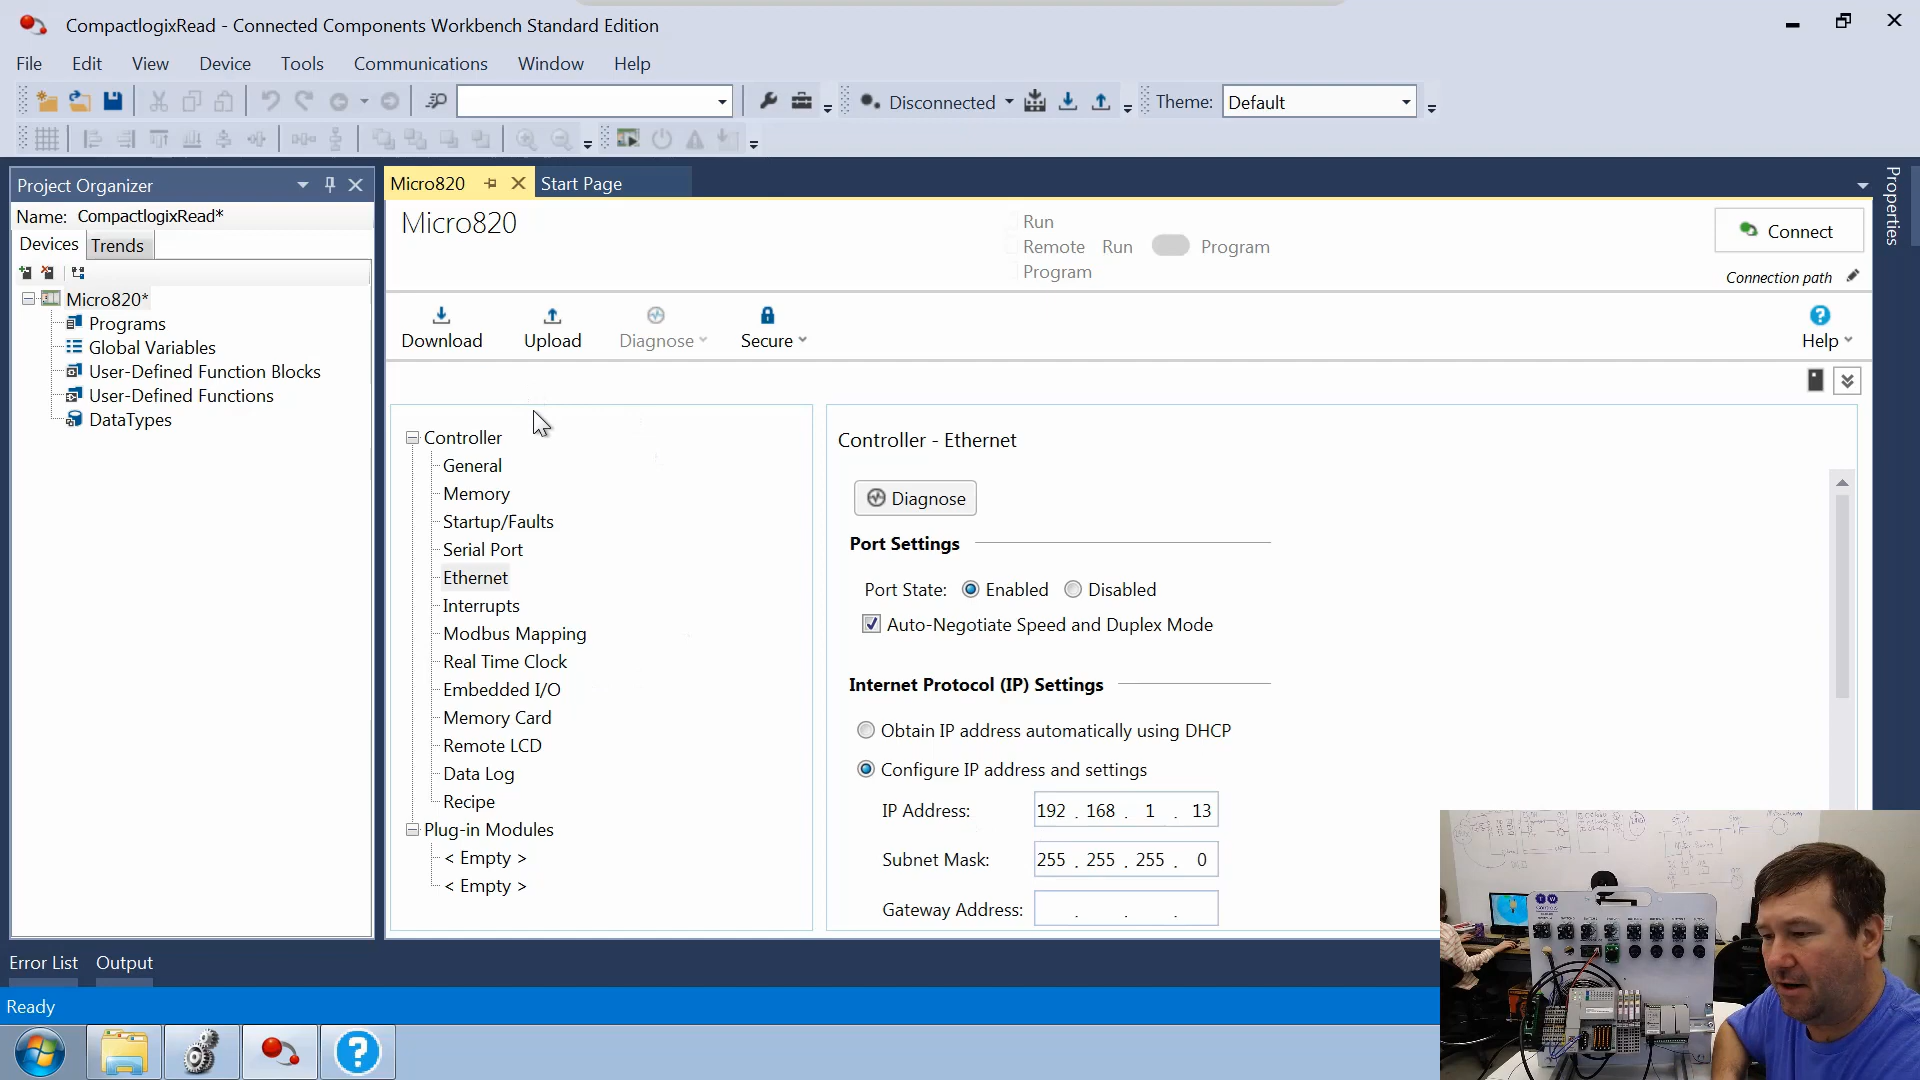 CompactlogixRead - Connected Components Workbench Standard Edition
File Edit View Device Tools Communications Window Help
Disconnected Theme: Default
Project Organizer
Name: CompactlogixRead*
Devices Trends
Micro820*
Programs
Global Variables
User-Defined Function Blocks
User-Defined Functions
DataTypes
Micro820 Start Page
Micro820
Run
Remote Run Program
Program
Connect
Connection path
Download Upload Diagnose Secure Help
Controller
General
Memory
Startup/Faults
Serial Port
Ethernet
Interrupts
Modbus Mapping
Real Time Clock
Embedded I/O
Memory Card
Remote LCD
Data Log
Recipe
Plug-in Modules
< Empty >
< Empty >
Controller - Ethernet
Diagnose
Port Settings
Port State: Enabled Disabled
Auto-Negotiate Speed and Duplex Mode
Internet Protocol (IP) Settings
Obtain IP address automatically using DHCP
Configure IP address and settings
IP Address: 192 . 168 . 1 . 13
Subnet Mask: 255 . 255 . 255 . 0
Gateway Address: . . .
Properties
Error List Output
Ready